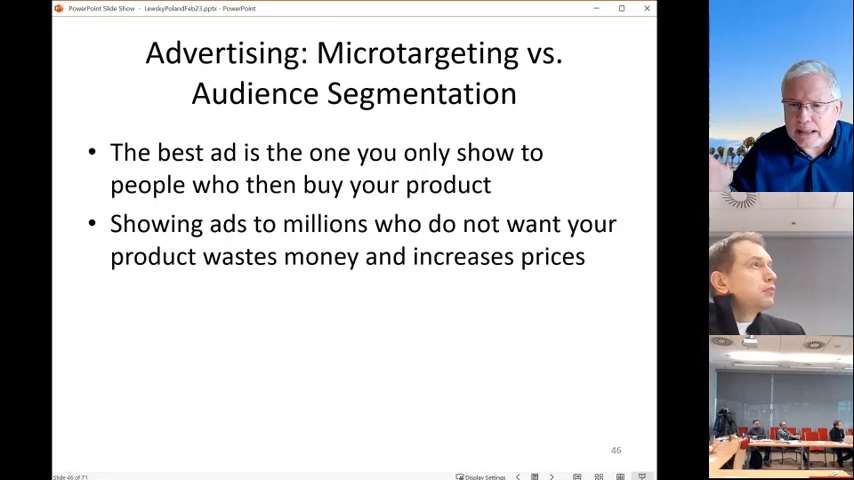 PowerPoint Slide Show - LewskyPolandFeb23.pptx - PowerPoint
Advertising: Microtargeting vs.
Audience Segmentation
• The best ad is the one you only show to
people who then buy your product
• Showing ads to millions who do not want your
product wastes money and increases prices
46
Slide 46 of 71
Display Settings